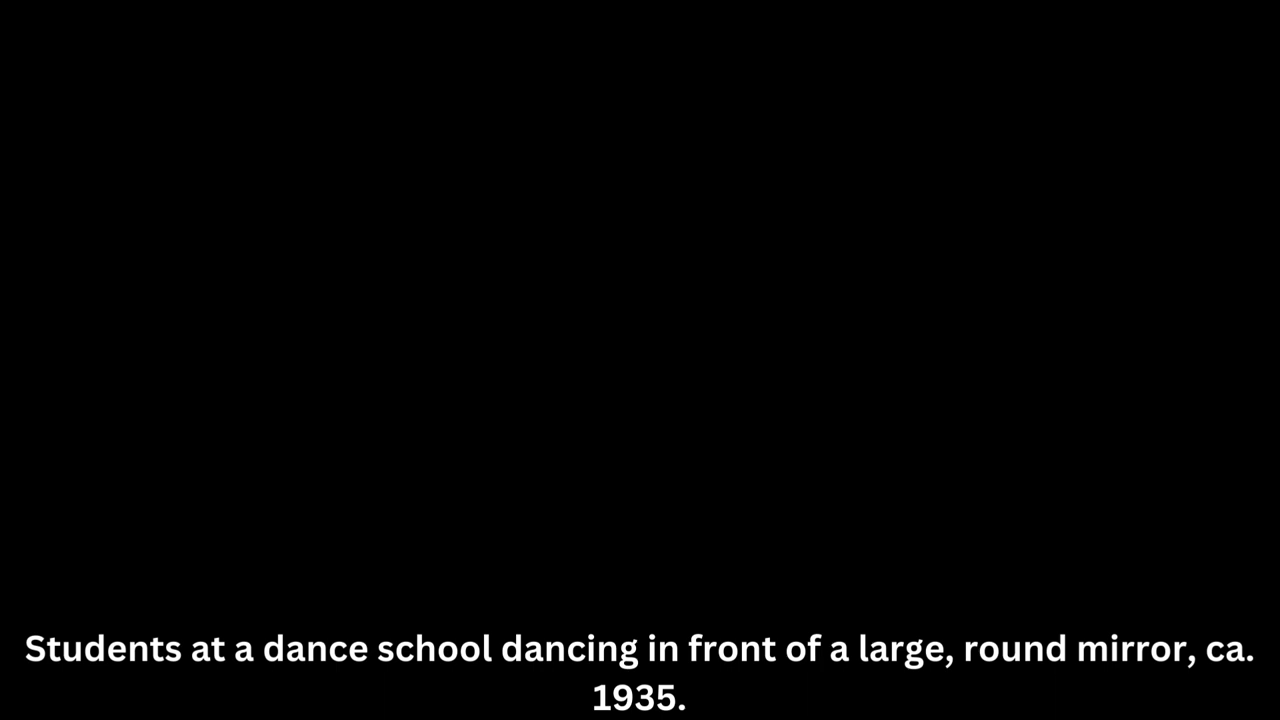 Students at a dance school dancing in front of a large, round mirror, ca.
1935.